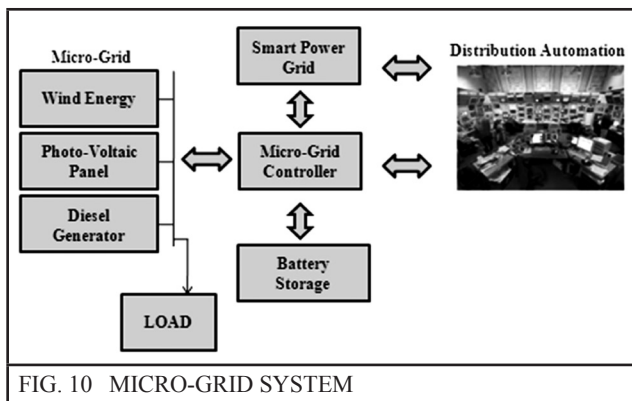 Micro-Grid
Wind Energy
Photo-Voltaic
Panel
Diesel
Generator
LOAD
Smart Power
Grid
Micro-Grid
Controller
Battery
Storage
Distribution Automation
FIG. 10 MICRO-GRID SYSTEM